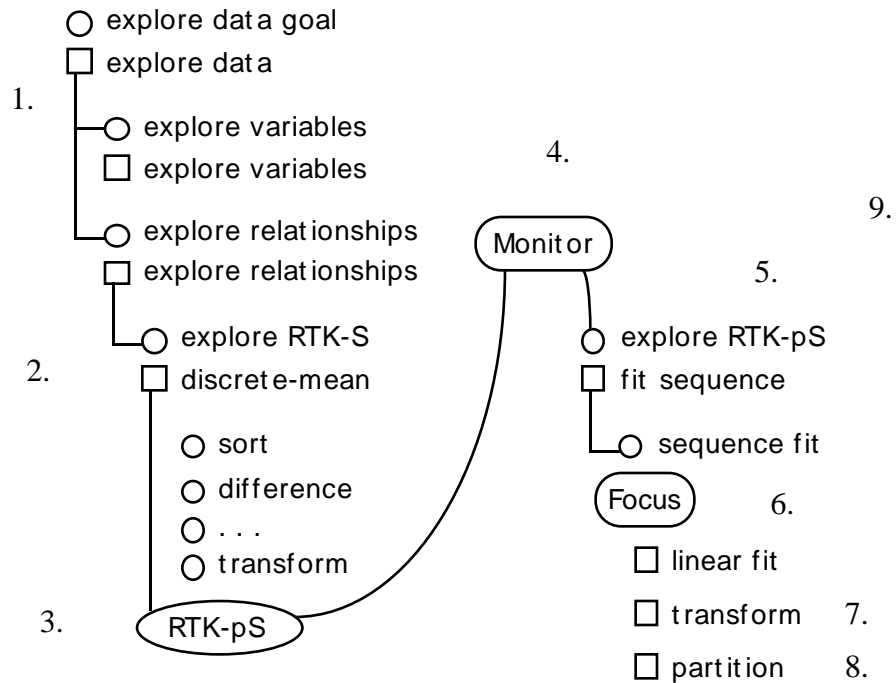 explore data goal
explore data
1.
explore variables
explore variables
4.
explore relationships
explore relationships
Monitor
9.
5.
explore RTK-S
explore RTK-pS
2.
discrete-mean
fit sequence
sort
sequence fit
difference
Focus
6.
. . .
transform
linear fit
3.
RTK-pS
transform
7.
partition
8.